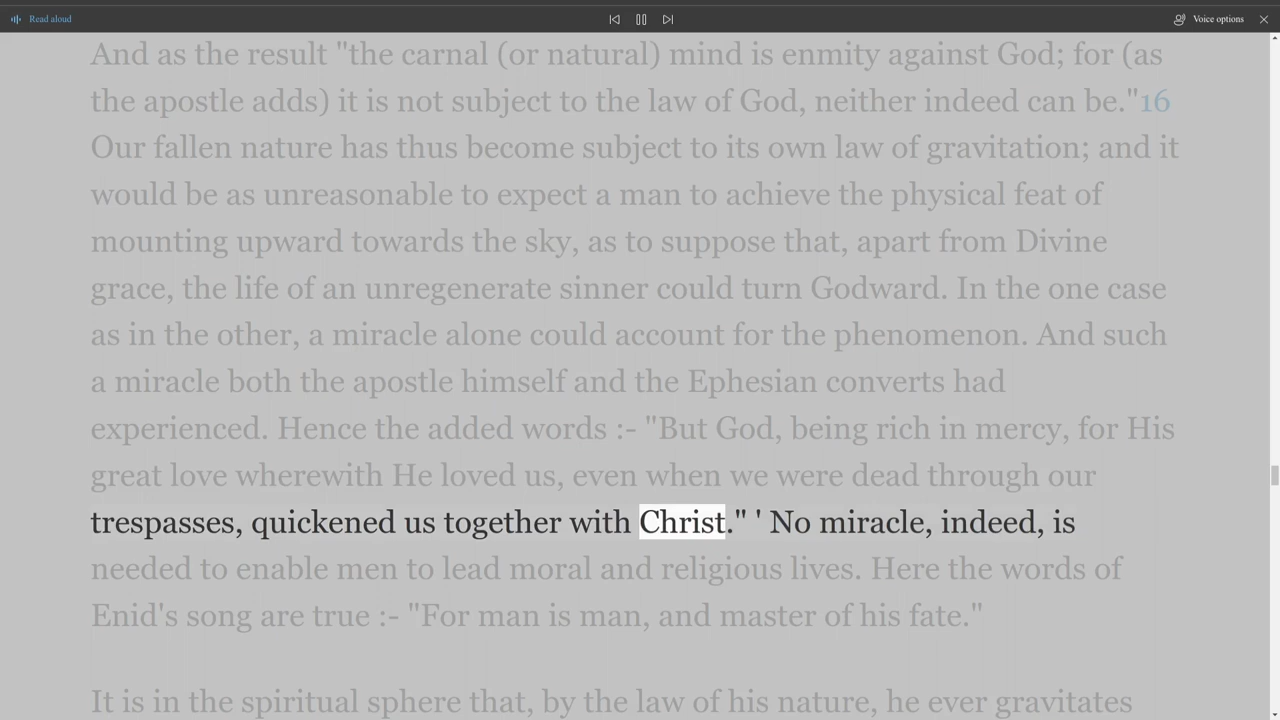 Read aloud
Voice options
And as the result "the carnal (or natural) mind is enmity against God; for (as
the apostle adds) it is not subject to the law of God, neither indeed can be."16
Our fallen nature has thus become subject to its own law of gravitation; and it
would be as unreasonable to expect a man to achieve the physical feat of
mounting upward towards the sky, as to suppose that, apart from Divine
grace, the life of an unregenerate sinner could turn Godward. In the one case
as in the other, a miracle alone could account for the phenomenon. And such
a miracle both the apostle himself and the Ephesian converts had
experienced. Hence the added words :- "But God, being rich in mercy, for His
great love wherewith He loved us, even when we were dead through our
trespasses, quickened us together with Christ." ' No miracle, indeed, is
needed to enable men to lead moral and religious lives. Here the words of
Enid's song are true :- "For man is man, and master of his fate."
It is in the spiritual sphere that, by the law of his nature, he ever gravitates